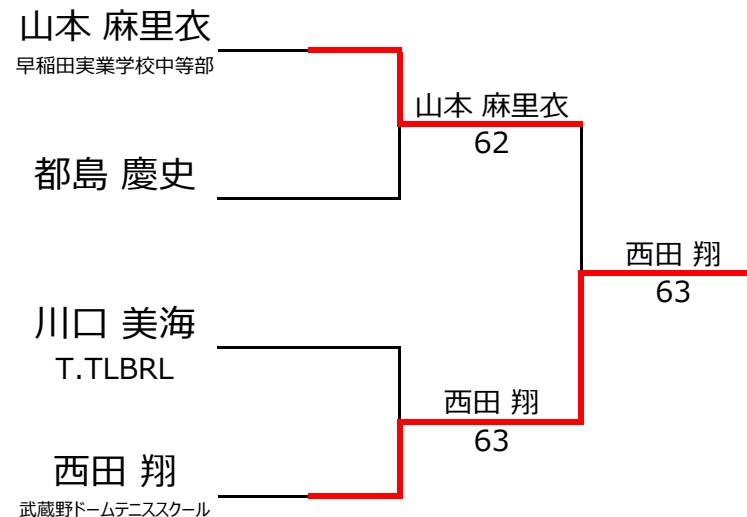 山本 麻里衣
早稲田実業学校中等部
山本 麻里衣
62
都島 慶史
西田 翔
63
川口 美海
T.TLBRL
西田 翔
63
西田 翔
武蔵野ドームテニススクール